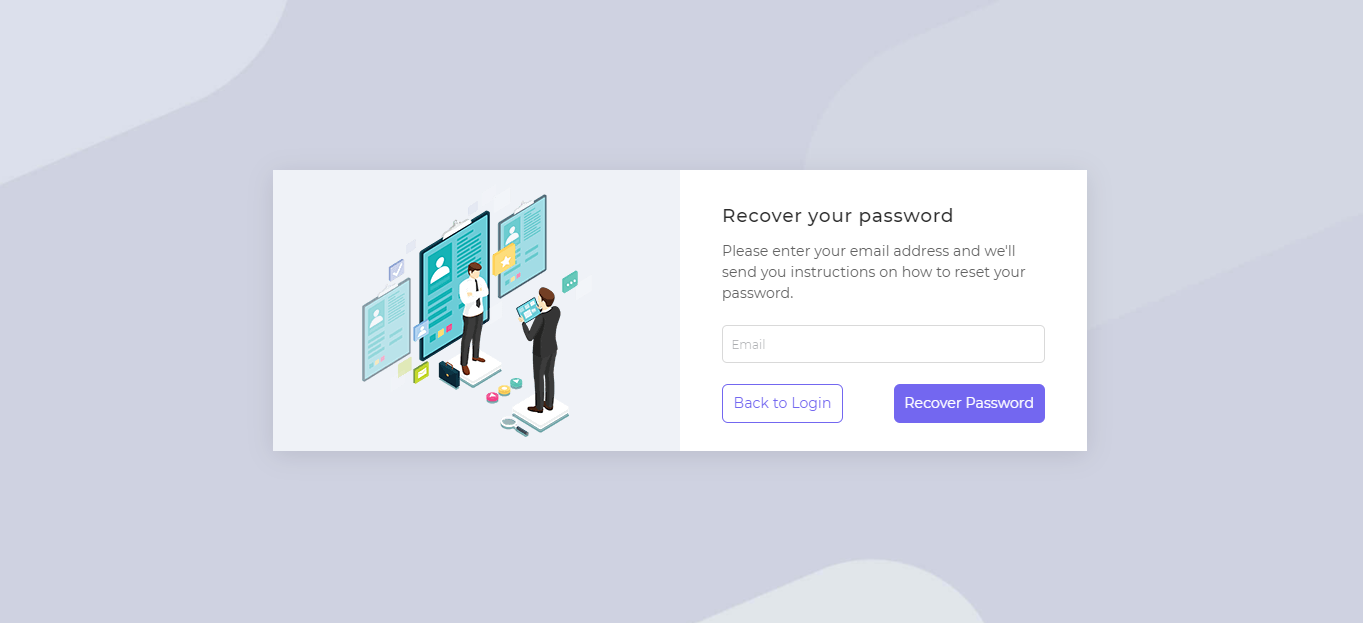 Recover your password
Please enter your email address and we'll
send you instructions on how to reset your
password.
Email
Back to Login
Recover Password